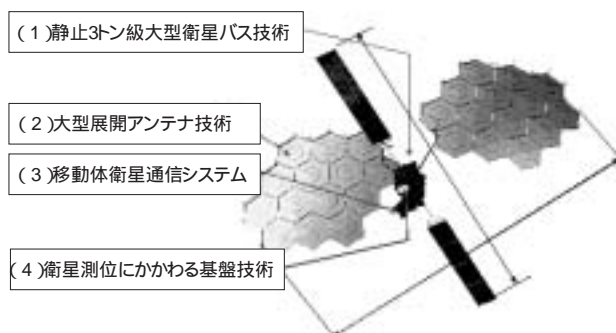 (1)静止3トン級大型衛星バス技術
(2)大型展開アンテナ技術
(3)移動体衛星通信システム
(4)衛星測位にかかわる基盤技術